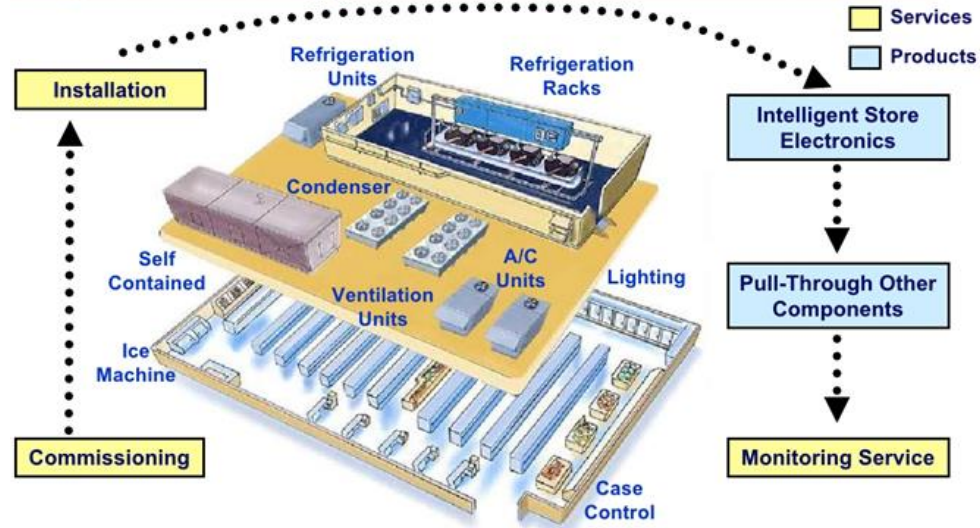 Services
Products
Installation
Refrigeration
Units
Refrigeration
Racks
Intelligent Store
Electronics
Condenser
Self
Contained
A/C
Units
Lighting
Ventilation
Units
Pull-Through Other
Components
Ice
Machine
Commissioning
Monitoring Service
Case
Control